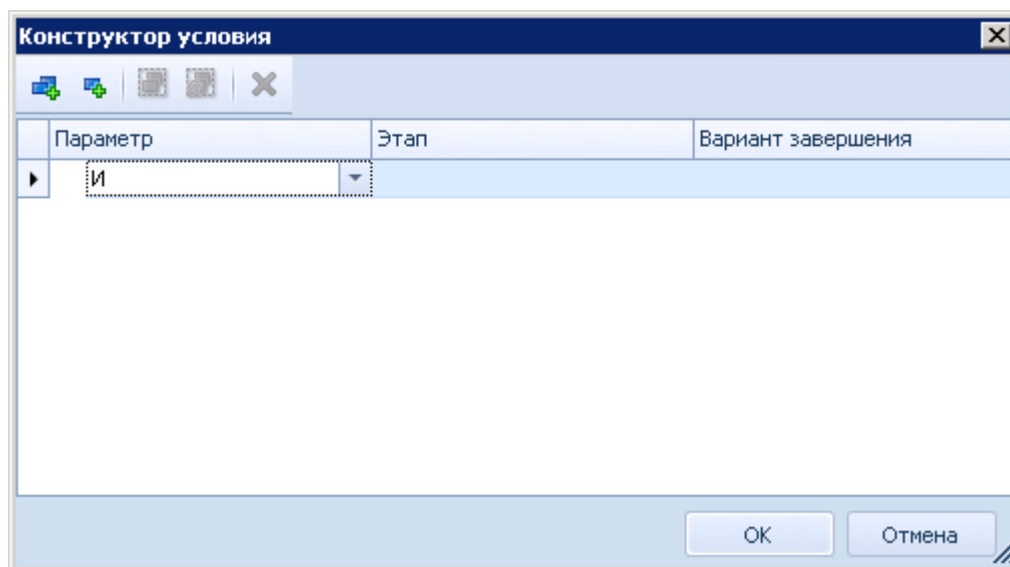 Конструктор условия
Параметр Этап Вариант завершения
И
ОК Отмена